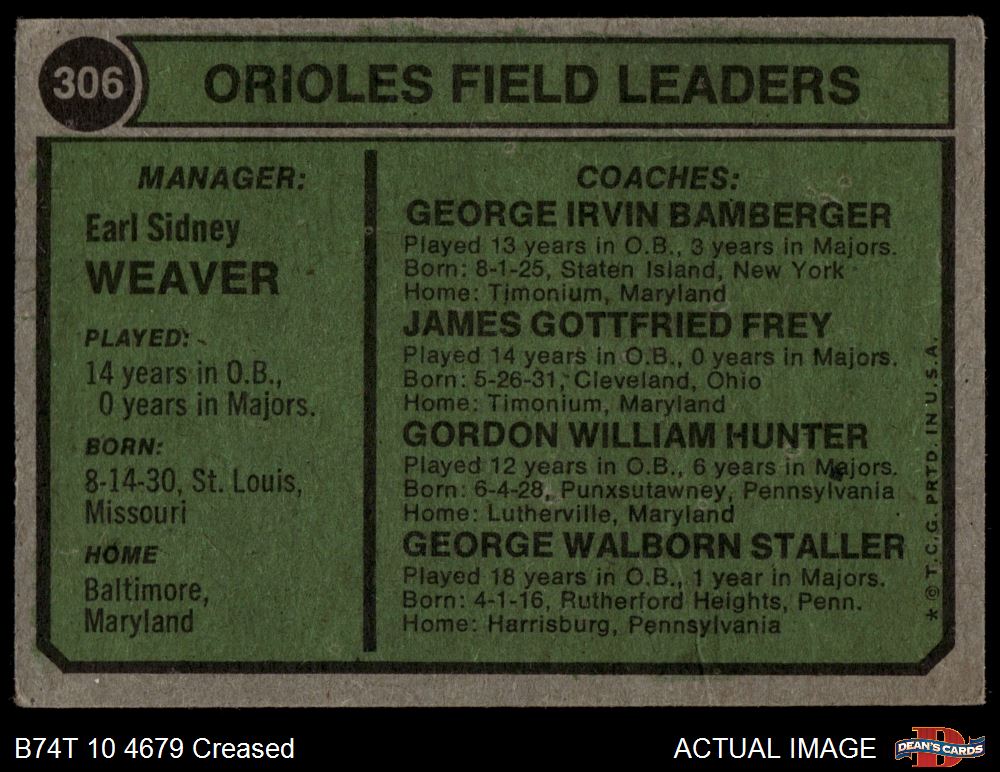 306
ORIOLES FIELD LEADERS
MANAGER:
Earl Sidney
WEAVER
PLAYED:
14 years in O.B.,
0 years in Majors.
BORN:
8-14-30, St. Louis,
Missouri
HOME
Baltimore,
Maryland
COACHES:
GEORGE IRVIN BAMBERGER
Played 13 years in O.B., 3 years in Majors.
Born: 8-1-25, Staten Island, New York
Home: Timonium, Maryland
JAMES GOTTFRIED FREY
Played 14 years in O.B., 0 years in Majors.
Born: 5-26-31, Cleveland, Ohio
Home: Timonium, Maryland
GORDON WILLIAM HUNTER
Played 12 years in O.B., 6 years in Majors.
Born: 6-4-28, Punxsutawney, Pennsylvania
Home: Lutherville, Maryland
GEORGE WALBORN STALLER
Played 18 years in O.B., 1 year in Majors.
Born: 4-1-16, Rutherford Heights, Penn.
Home: Harrisburg, Pennsylvania
* © T.C.G. PRTD. IN U.S.A.
B74T 10 4679 Creased
ACTUAL IMAGE
D
DEAN'S CARDS